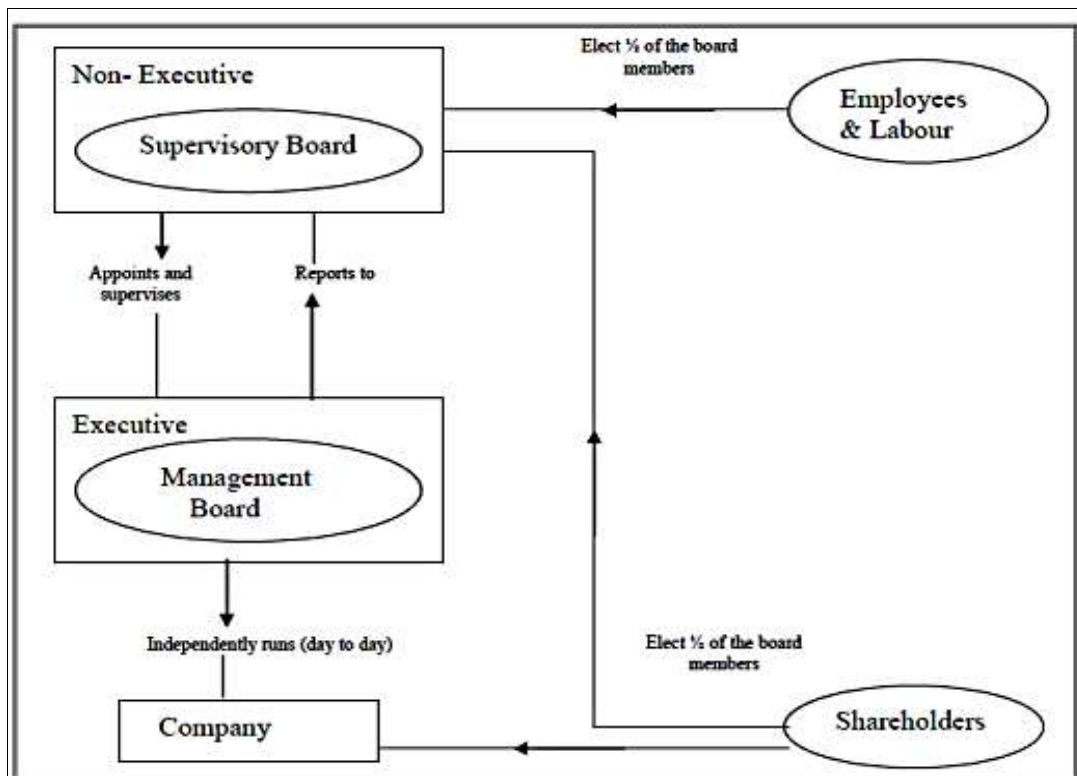 Elect ½ of the board
members
Non- Executive
Supervisory Board
Employees
& Labour
Appoints and
supervises
Reports to
Executive
Management
Board
Independently runs (day to day)
Elect ½ of the board
members
Company
Shareholders